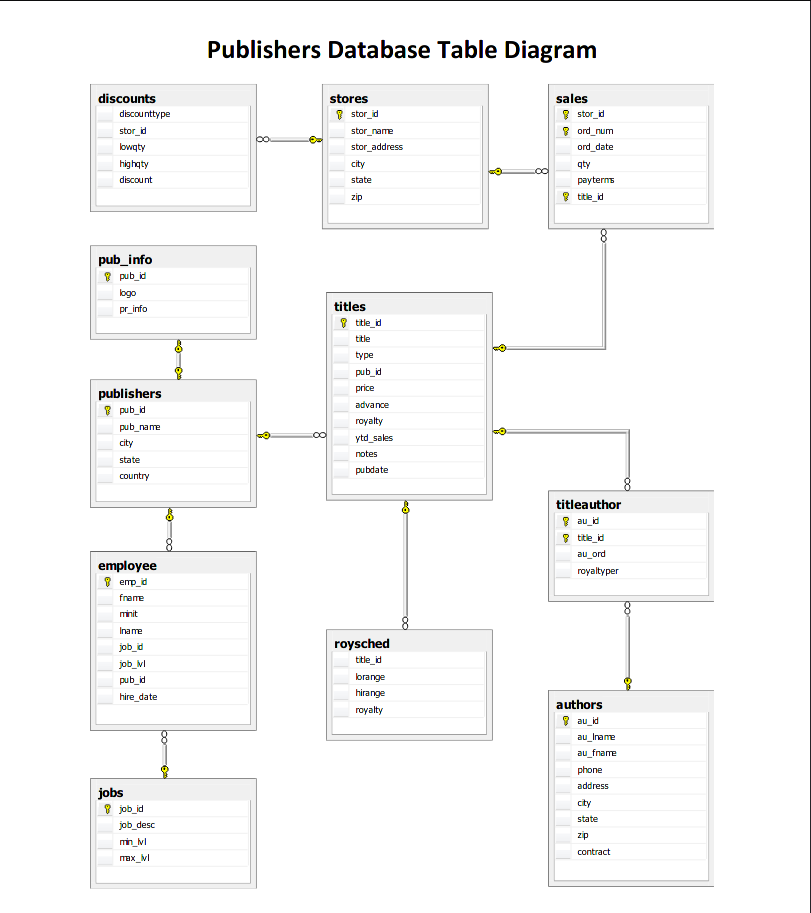 Publishers Database Table Diagram
discounts
discounttype
stor_id
lowqty
highqty
discount
stores
stor_id
stor_name
stor_address
city
state
zip
sales
stor_id
ord_num
ord_date
qty
payterms
title_id
pub_info
pub_id
logo
pr_info
titles
title_id
title
type
pub_id
price
advance
royalty
ytd_sales
notes
pubdate
publishers
pub_id
pub_name
city
state
country
titleauthor
au_id
title_id
au_ord
royaltyper
employee
emp_id
fname
minit
lname
job_id
job_lvl
pub_id
hire_date
roysched
title_id
lorange
hirange
royalty
authors
au_id
au_lname
au_fname
phone
address
city
state
zip
contract
jobs
job_id
job_desc
min_lvl
max_lvl